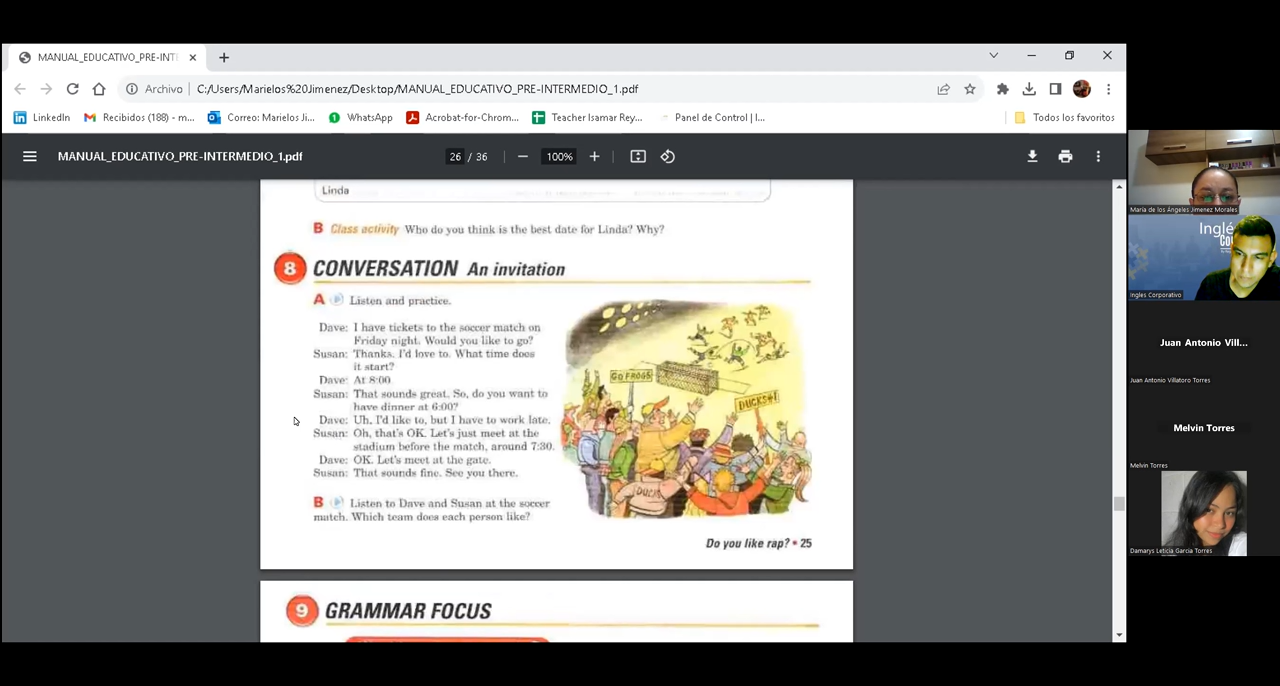 MANUAL_EDUCATIVO_PRE-INT
Archivo C:/Users/Marielos%20Jimenez/Desktop/MANUAL_EDUCATIVO_PRE-INTERMEDIO_1.pdf
LinkedIn Recibidos (188) - m... Correo: Marielos Ji... WhatsApp Acrobat-for-Chrom... Teacher Isamar Rey... Panel de Control | I... Todos los favoritos
MANUAL_EDUCATIVO_PRE-INTERMEDIO_1.pdf 26 / 36 100%
Linda
B Class activity Who do you think is the best date for Linda? Why?
8 CONVERSATION An invitation
A Listen and practice.
Dave: I have tickets to the soccer match on
Friday night. Would you like to go?
Susan: Thanks. I'd love to. What time does
it start?
Dave: At 8:00.
Susan: That sounds great. So, do you want to
have dinner at 6:00?
Dave: Uh, I'd like to, but I have to work late.
Susan: Oh, that's OK. Let's just meet at the
stadium before the match, around 7:30.
Dave: OK. Let's meet at the gate.
Susan: That sounds fine. See you there.
GO FROGS
DUCKS#1
B Listen to Dave and Susan at the soccer
match. Which team does each person like?
Do you like rap? • 25
9 GRAMMAR FOCUS
María de los Ángeles Jimenez Morales
Inglé
Ingles Corporativo
Juan Antonio Vill...
Juan Antonio Villatoro Torres
Melvin Torres
Melvin Torres
Damarys Leticia Garcia Torres